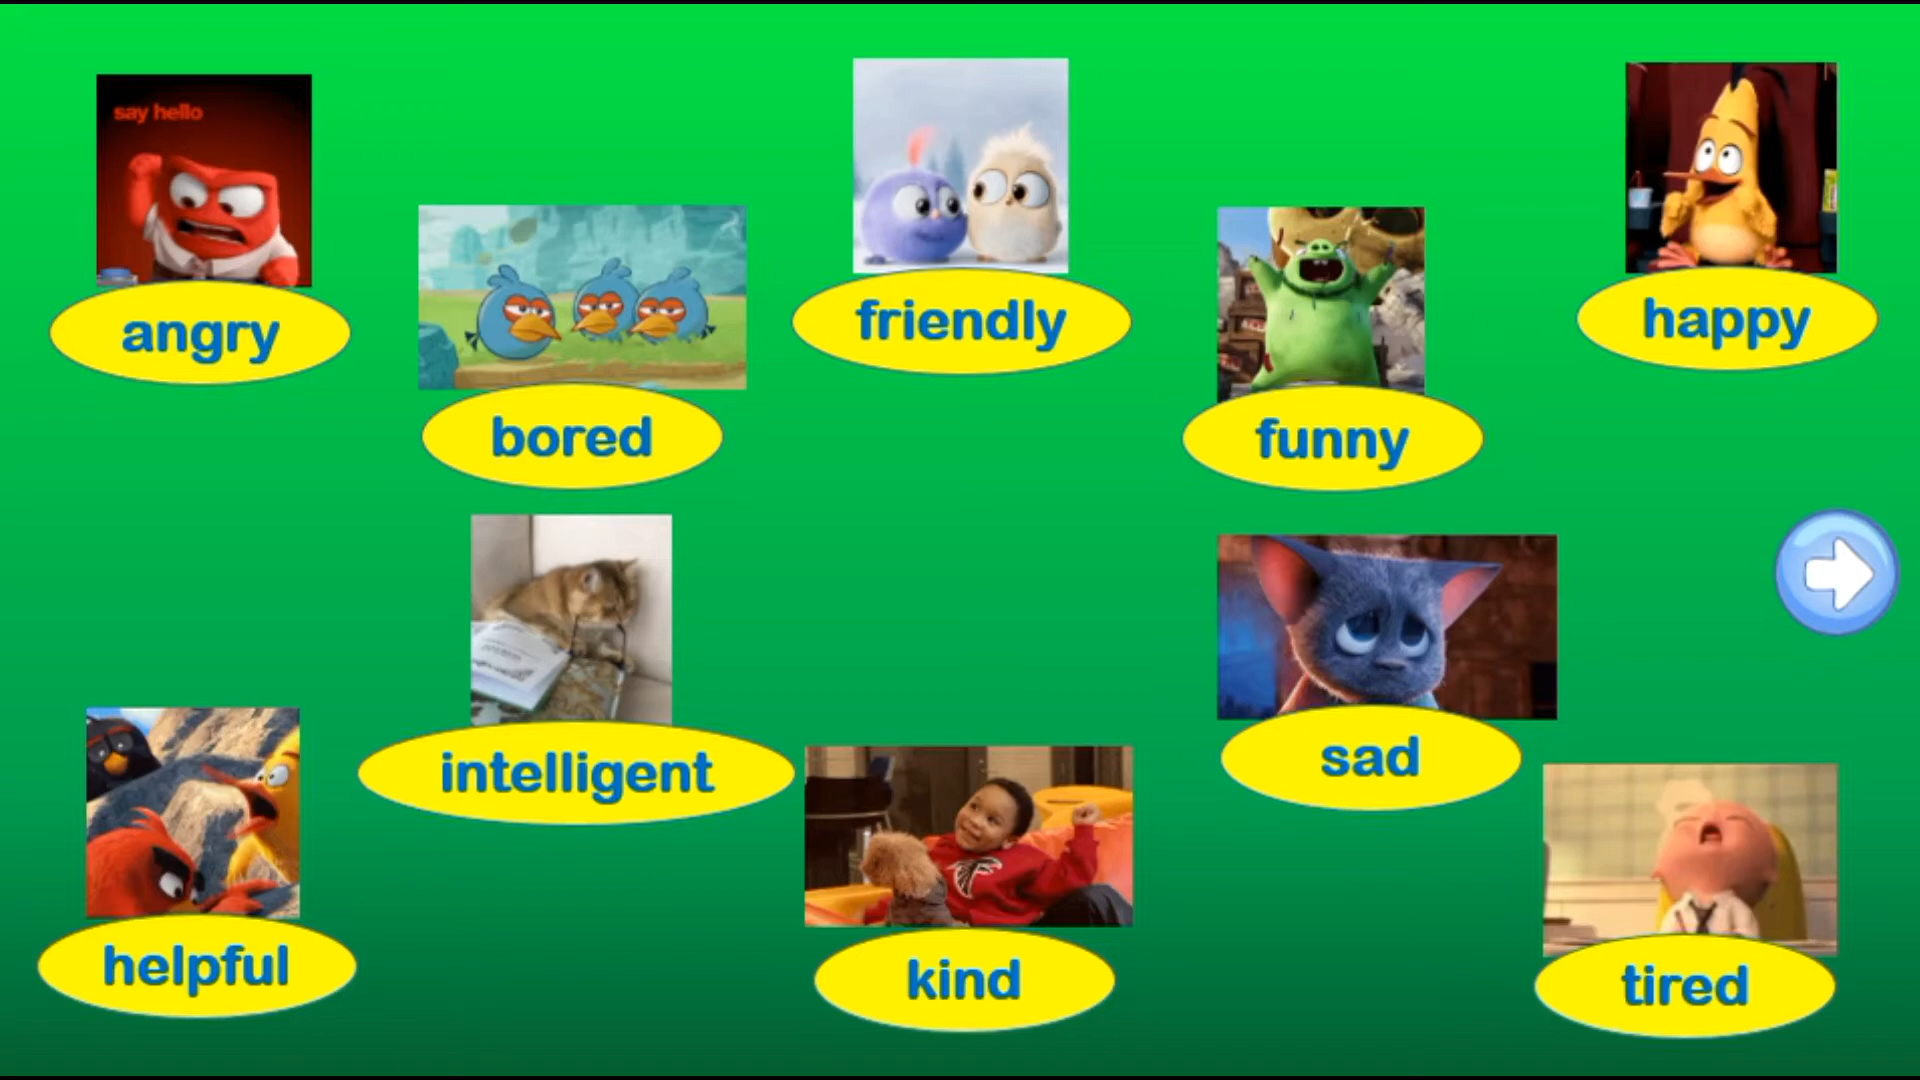 say hello
angry
bored
friendly
funny
happy
intelligent
sad
helpful
kind
tired